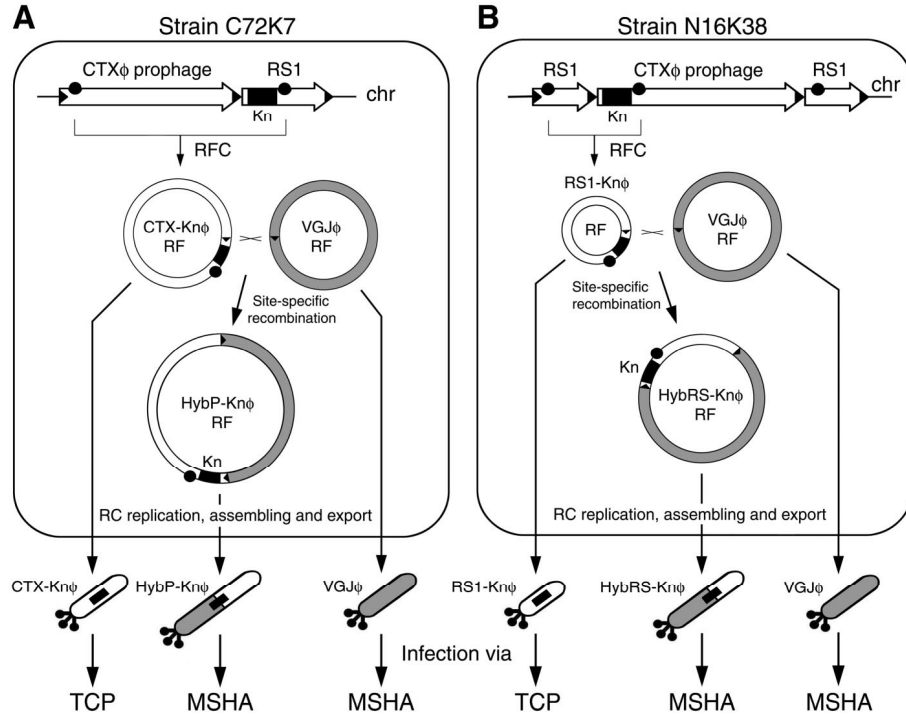 A
Strain C72K7
CTXϕ prophage
RS1
chr
Kn
RFC
CTX-Knϕ
RF
VGJϕ
RF
Site-specific
recombination
HybP-Knϕ
RF
Kn
RC replication, assembling and export
CTX-Knϕ
HybP-Knϕ
VGJϕ
TCP
MSHA
MSHA
B
Strain N16K38
RS1
CTXϕ prophage
RS1
chr
Kn
RFC
RS1-Knϕ
RF
VGJϕ
RF
Site-specific
recombination
Kn
HybRS-Knϕ
RF
RC replication, assembling and export
RS1-Knϕ
HybRS-Knϕ
VGJϕ
Infection via
TCP
MSHA
MSHA